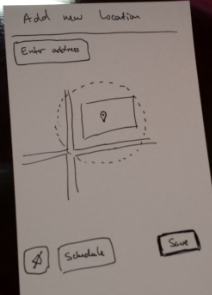 Add new Location
Enter address
Schedule
Save